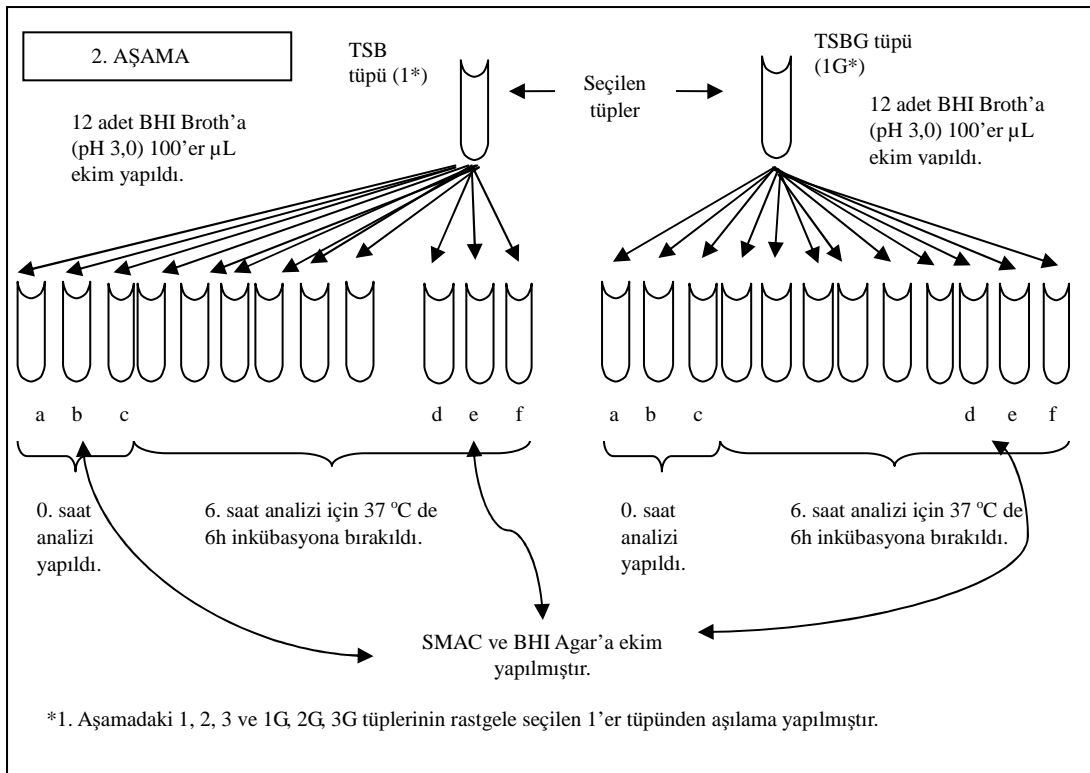 2. AŞAMA
TSB
tüpü (1*)
TSBG tüpü
(1G*)
Seçilen
tüpler
12 adet BHI Broth’a
(pH 3,0) 100’er µL
ekim yapıldı.
12 adet BHI Broth’a
(pH 3,0) 100’er µL
ekim yapıldı.
a b c d e f
a b c d e f
0. saat
analizi
yapıldı.
6. saat analizi için 37 ºC de
6h inkübasyona bırakıldı.
0. saat
analizi
yapıldı.
6. saat analizi için 37 ºC de
6h inkübasyona bırakıldı.
SMAC ve BHI Agar’a ekim
yapılmıştır.
*1. Aşamadaki 1, 2, 3 ve 1G, 2G, 3G tüplerinin rastgele seçilen 1’er tüpünden aşılama yapılmıştır.